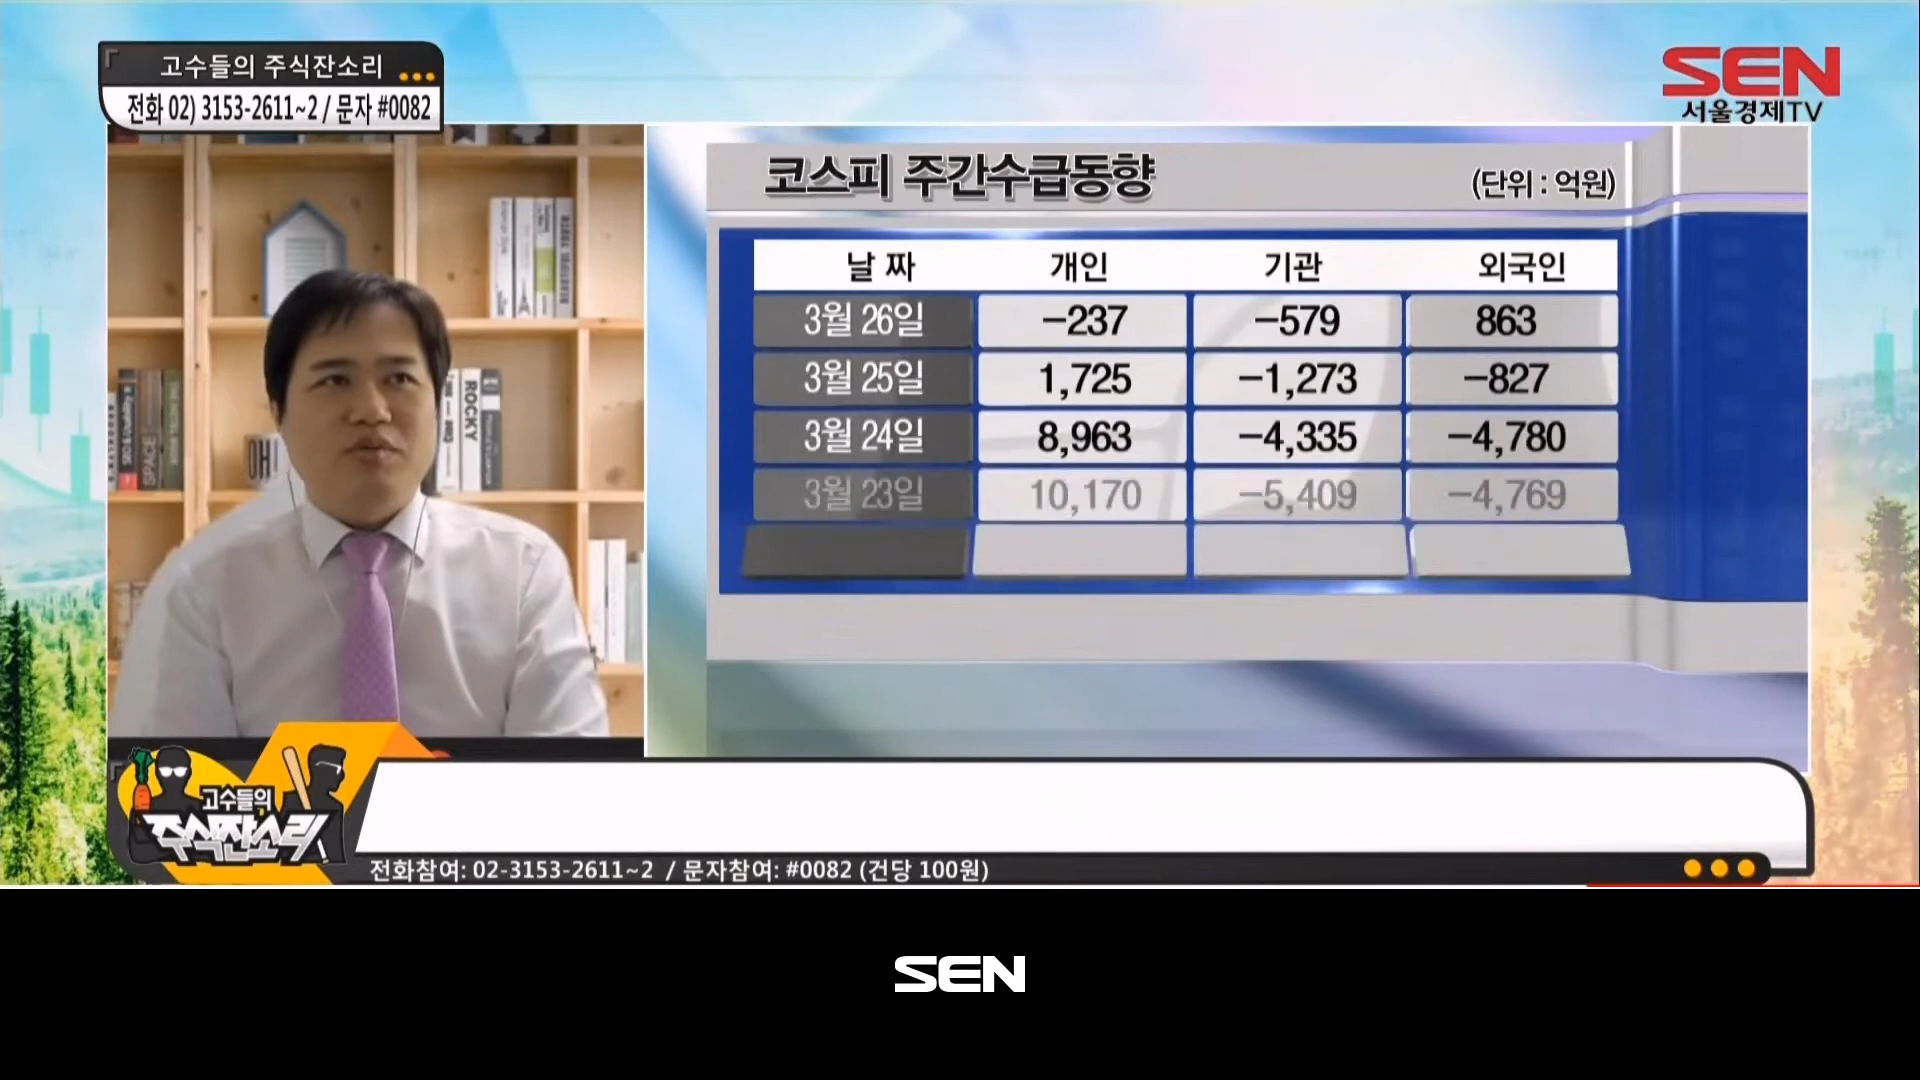 고수들의 주식잔소리
전화 02) 3153-2611~2 / 문자 #0082
SEN
서울경제TV
코스피 주간수급동향
(단위 : 억원)
날 짜 개인 기관 외국인
3월 26일 -237 -579 863
3월 25일 1,725 -1,273 -827
3월 24일 8,963 -4,335 -4,780
3월 23일 10,170 -5,409 -4,769
SPACE
ROCKY
고수들의
주식잔소리
전화참여: 02-3153-2611~2 / 문자참여: #0082 (건당 100원)
SEN